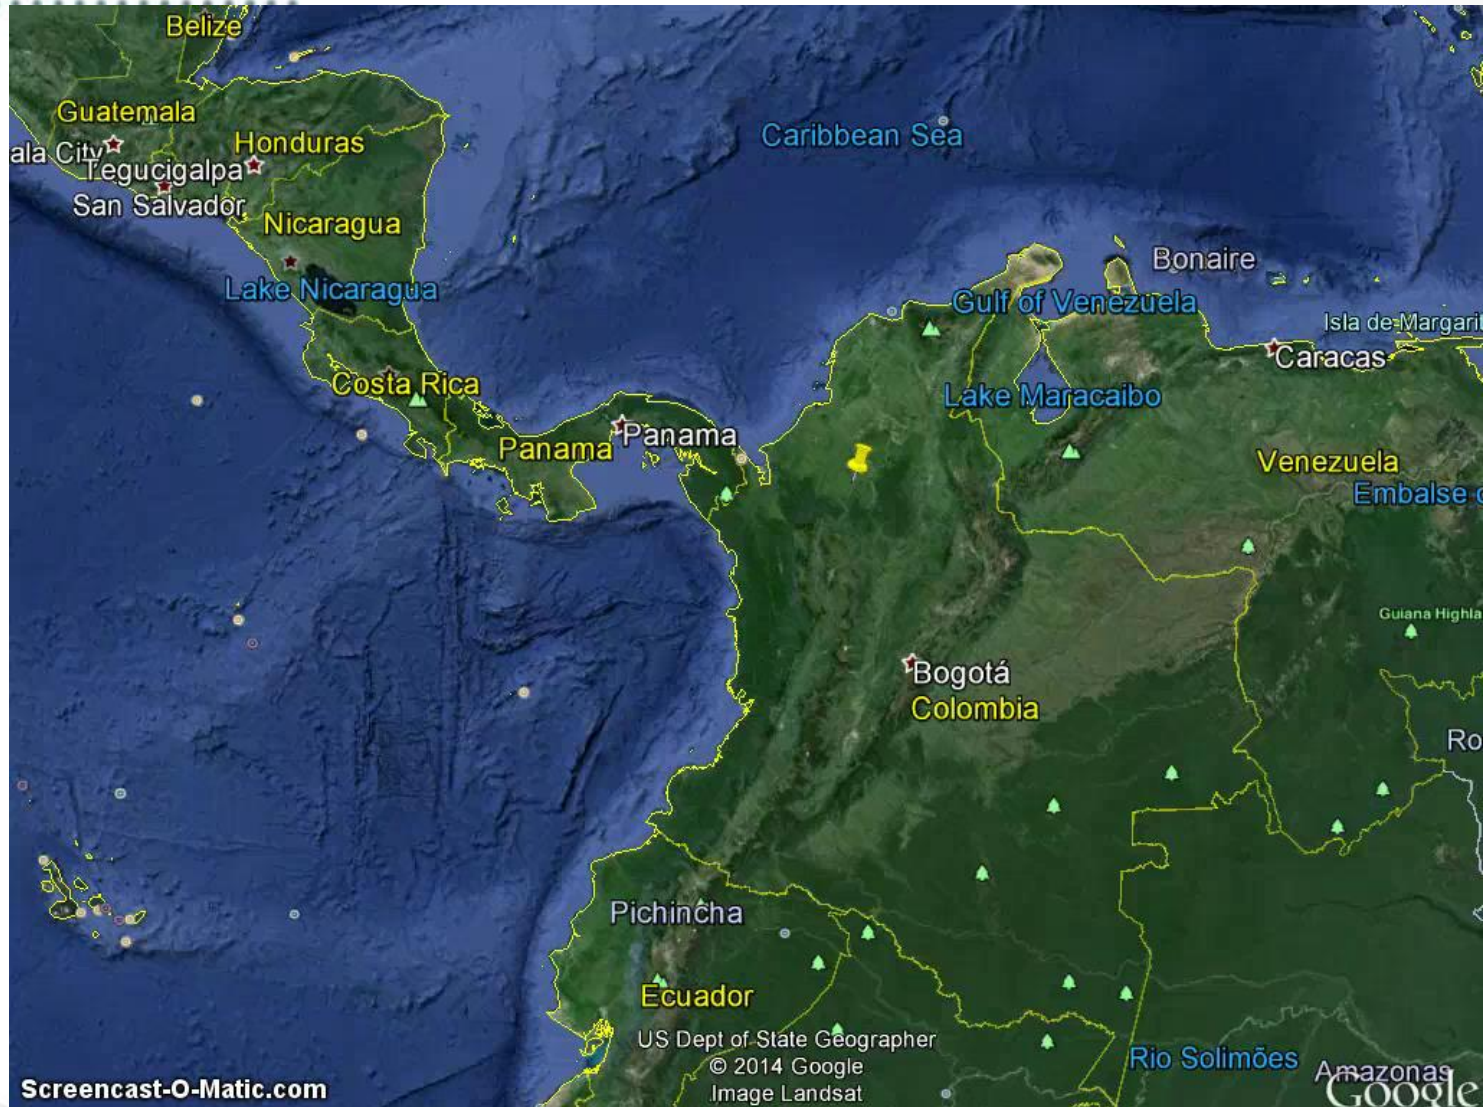 Belize
Guatemala
Honduras
Caribbean Sea
ala City
Tegucigalpa
San Salvador
Nicaragua
Bonaire
Lake Nicaragua
Gulf of Venezuela
Isla de Margarit
Caracas
Costa Rica
Lake Maracaibo
Panama
Panama
Venezuela
Embalse
Guiana Highla
Bogotá
Colombia
Ro
Pichincha
Ecuador
US Dept of State Geographer
© 2014 Google
Image Landsat
Rio Solimões
Amazonas
Google
Screencast-O-Matic.com